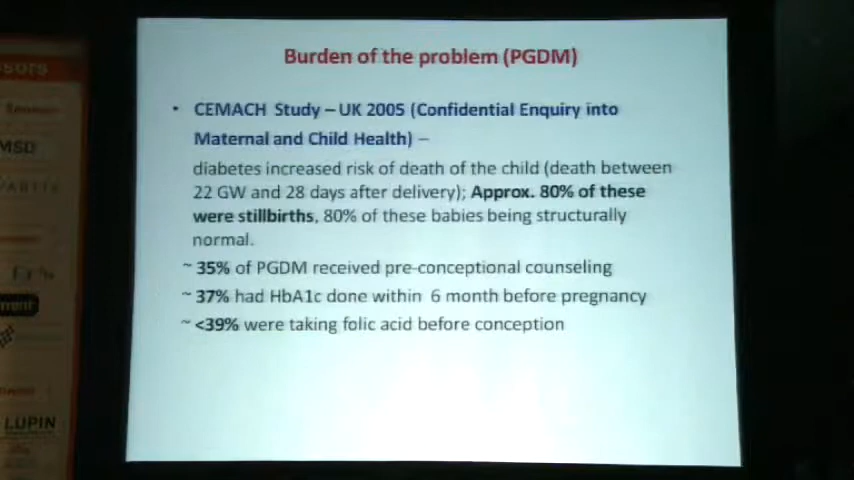 Burden of the problem (PGDM)
• CEMACH Study – UK 2005 (Confidential Enquiry into
Maternal and Child Health) –
diabetes increased risk of death of the child (death between
22 GW and 28 days after delivery); Approx. 80% of these
were stillbirths, 80% of these babies being structurally
normal.
~ 35% of PGDM received pre-conceptional counseling
~ 37% had HbA1c done within 6 month before pregnancy
~ <39% were taking folic acid before conception
sors
MSD
LUPIN